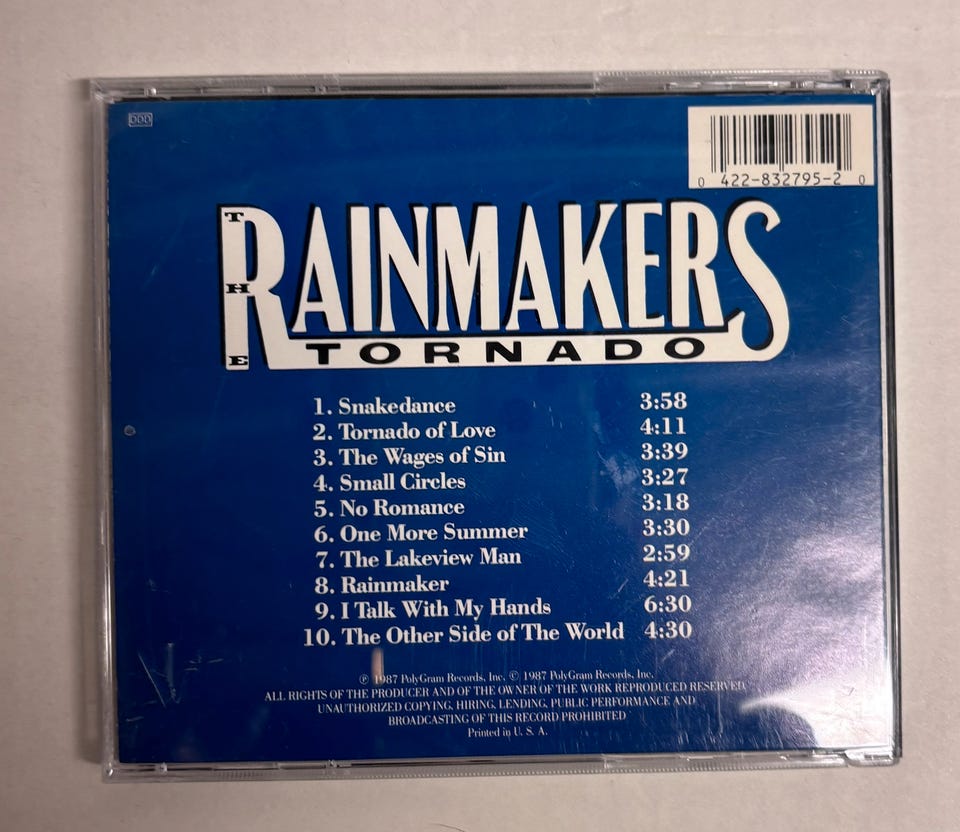 DDD
0 422-832795-2 0
THE
RAINMAKERS
TORNADO
1. Snakedance 3:58
2. Tornado of Love 4:11
3. The Wages of Sin 3:39
4. Small Circles 3:27
5. No Romance 3:18
6. One More Summer 3:30
7. The Lakeview Man 2:59
8. Rainmaker 4:21
9. I Talk With My Hands 6:30
10. The Other Side of The World 4:30
℗ 1987 PolyGram Records, Inc. © 1987 PolyGram Records, Inc.
ALL RIGHTS OF THE PRODUCER AND OF THE OWNER OF THE WORK REPRODUCED RESERVED.
UNAUTHORIZED COPYING, HIRING, LENDING, PUBLIC PERFORMANCE AND
BROADCASTING OF THIS RECORD PROHIBITED
Printed in U. S. A.